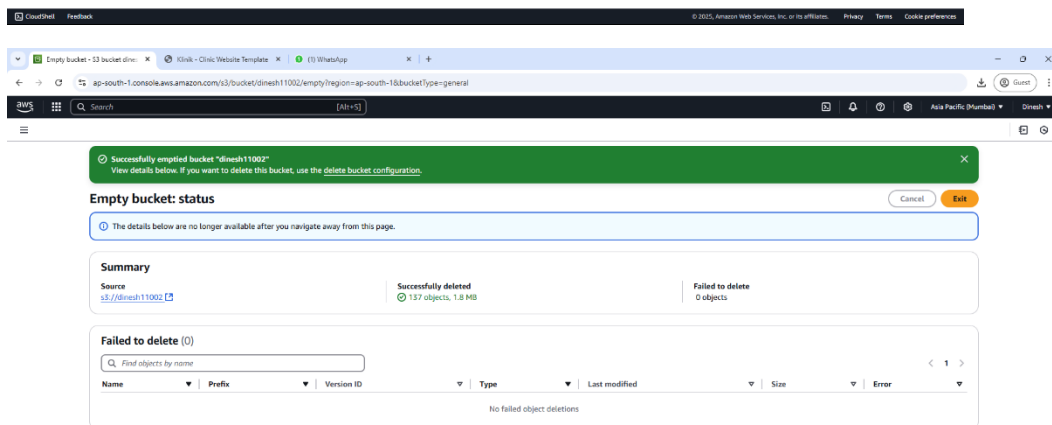 CloudShell Feedback © 2025, Amazon Web Services, Inc. or its affiliates. Privacy Terms Cookie preferences
Empty bucket - S3 bucket dine Klinik - Clinic Website Template (1) WhatsApp
ap-south-1.console.aws.amazon.com/s3/bucket/dinesh11002/empty?region=ap-south-1&bucketType=general Guest
aws Search [Alt+S] Asia Pacific (Mumbai) Dinesh
Successfully emptied bucket "dinesh11002"
View details below. If you want to delete this bucket, use the delete bucket configuration.
Empty bucket: status Cancel Exit
The details below are no longer available after you navigate away from this page.
Summary
Source Successfully deleted Failed to delete
s3://dinesh11002 137 objects, 1.8 MB 0 objects
Failed to delete (0)
Find objects by name 1
Name Prefix Version ID Type Last modified Size Error
No failed object deletions